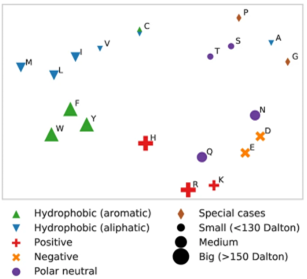 P
C
S
A
V
T
I
G
M
L
F
N
Y
W
D
H
E
Q
K
R
Hydrophobic (aromatic)
Hydrophobic (aliphatic)
Positive
Negative
Polar neutral
Special cases
Small (<130 Dalton)
Medium
Big (>150 Dalton)